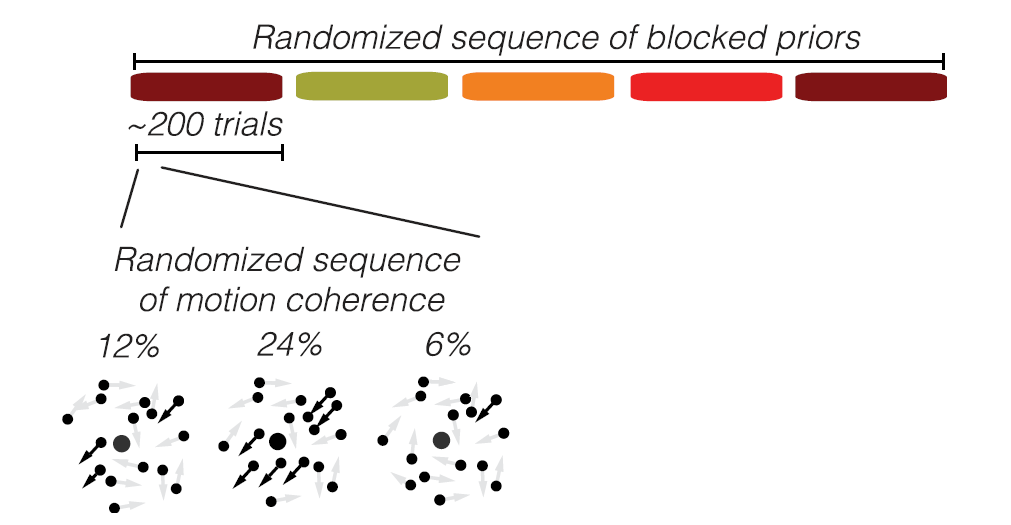 Randomized sequence of blocked priors
~200 trials
Randomized sequence
of motion coherence
12% 24% 6%